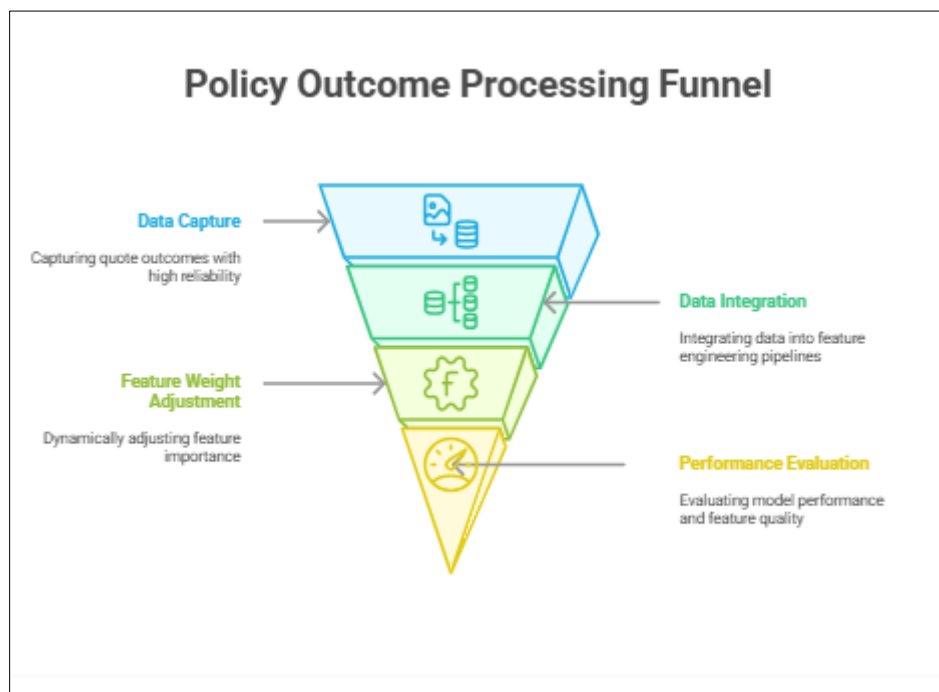 Policy Outcome Processing Funnel
Data Capture
Capturing quote outcomes with
high reliability
Data Integration
Integrating data into feature
engineering pipelines
Feature Weight
Adjustment
Dynamically adjusting feature
importance
f
Performance Evaluation
Evaluating model performance
and feature quality